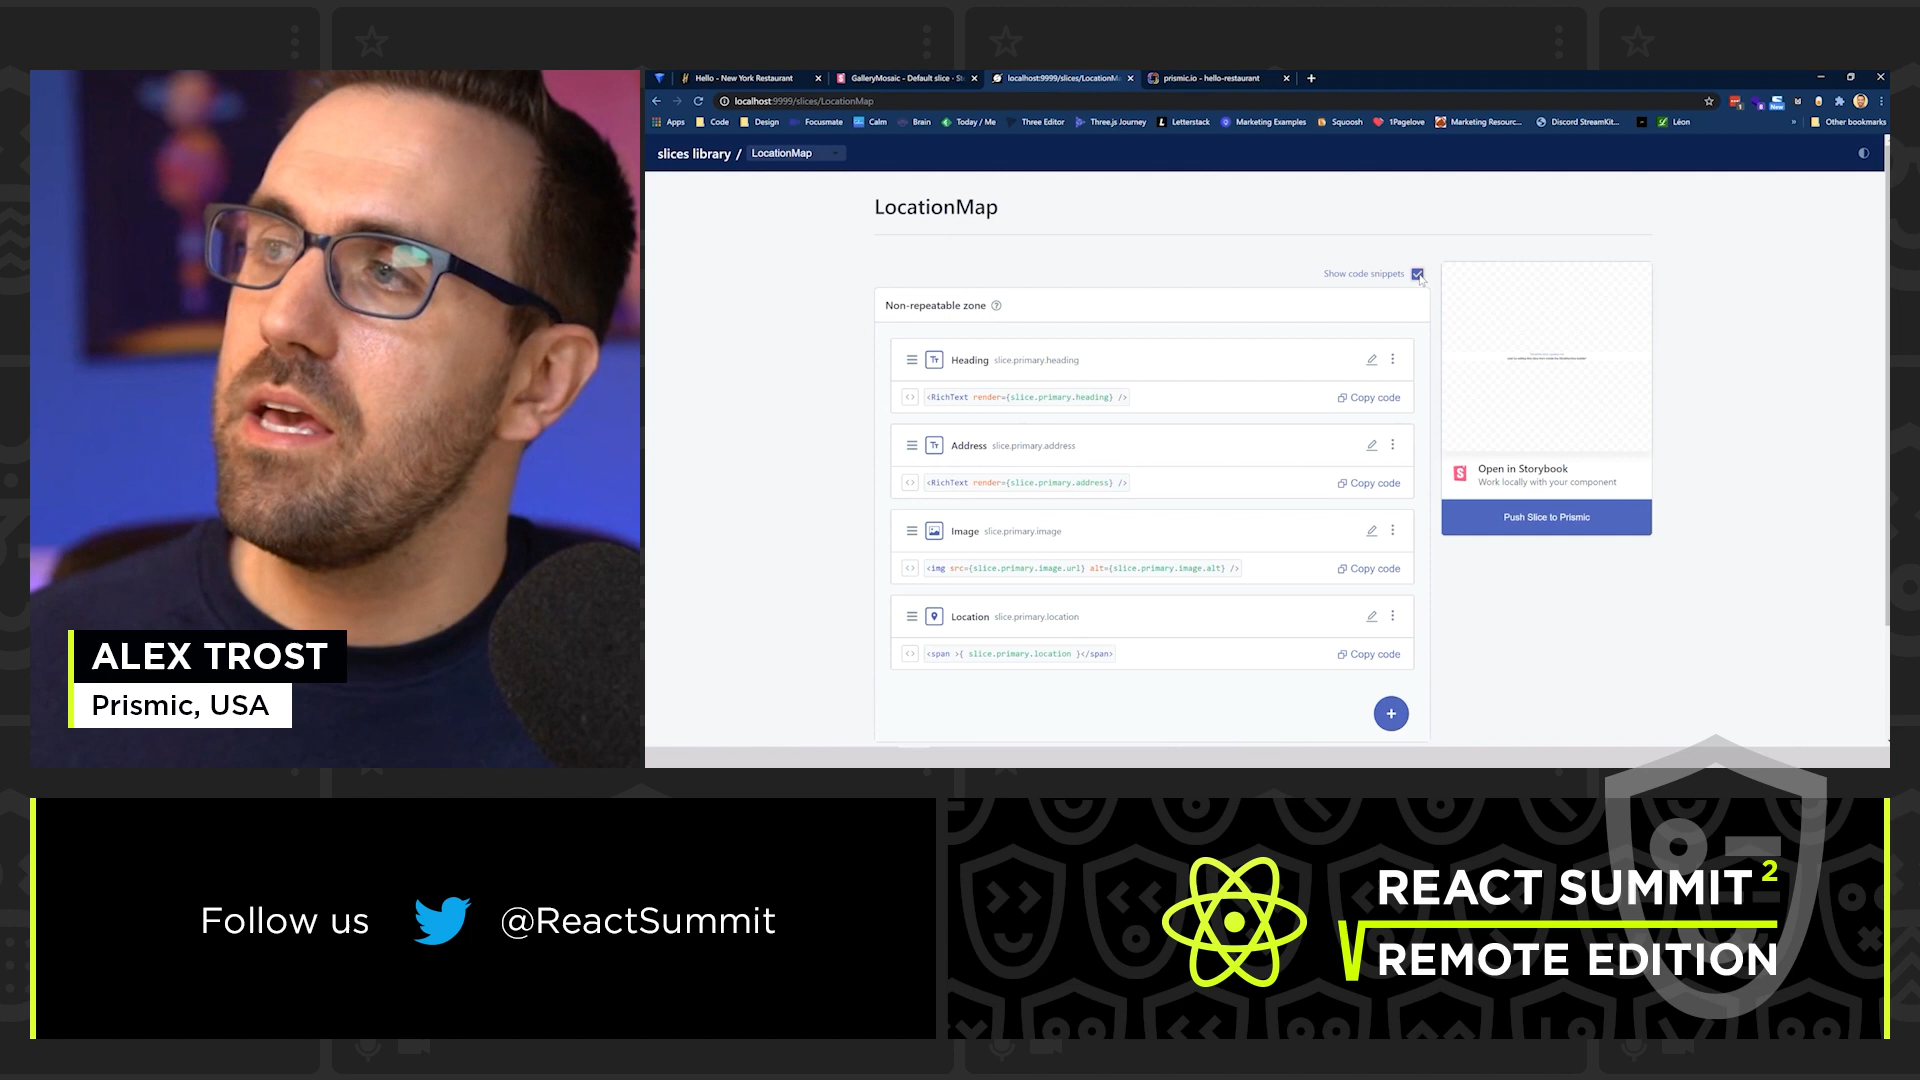 Hello - New York Restaurant
GalleryMosaic - Default slice · St
localhost:9999/slices/LocationM
prismic.io - hello-restaurant
localhost:9999/slices/LocationMap
Apps
Code
Design
Focusmate
Calm
Brain
Today / Me
Three Editor
Three.js Journey
Letterstack
Marketing Examples
Squoosh
1Pagelove
Marketing Resourc...
Discord StreamKit...
Léon
Other bookmarks
slices library / LocationMap
LocationMap
Show code snippets
Non-repeatable zone
Heading slice.primary.heading
<RichText render={slice.primary.heading} />
Copy code
Address slice.primary.address
<RichText render={slice.primary.address} />
Copy code
Image slice.primary.image
<img src={slice.primary.image.url} alt={slice.primary.image.alt} />
Copy code
Location slice.primary.location
<span >{ slice.primary.location }</span>
Copy code
Open in Storybook
Work locally with your component
Push Slice to Prismic
ALEX TROST
Prismic, USA
Follow us @ReactSummit
REACT SUMMIT 2
REMOTE EDITION